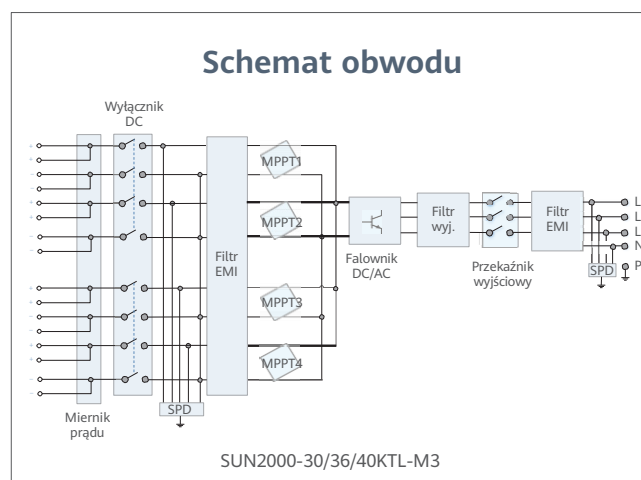 Schemat obwodu
Wyłącznik
DC
MPPT1
MPPT2
MPPT3
MPPT4
Filtr
EMI
Falownik
DC/AC
Filtr
wyj.
Przekaźnik
wyjściowy
Filtr
EMI
L
L
L
N
P
SPD
SPD
Miernik
prądu
SUN2000-30/36/40KTL-M3